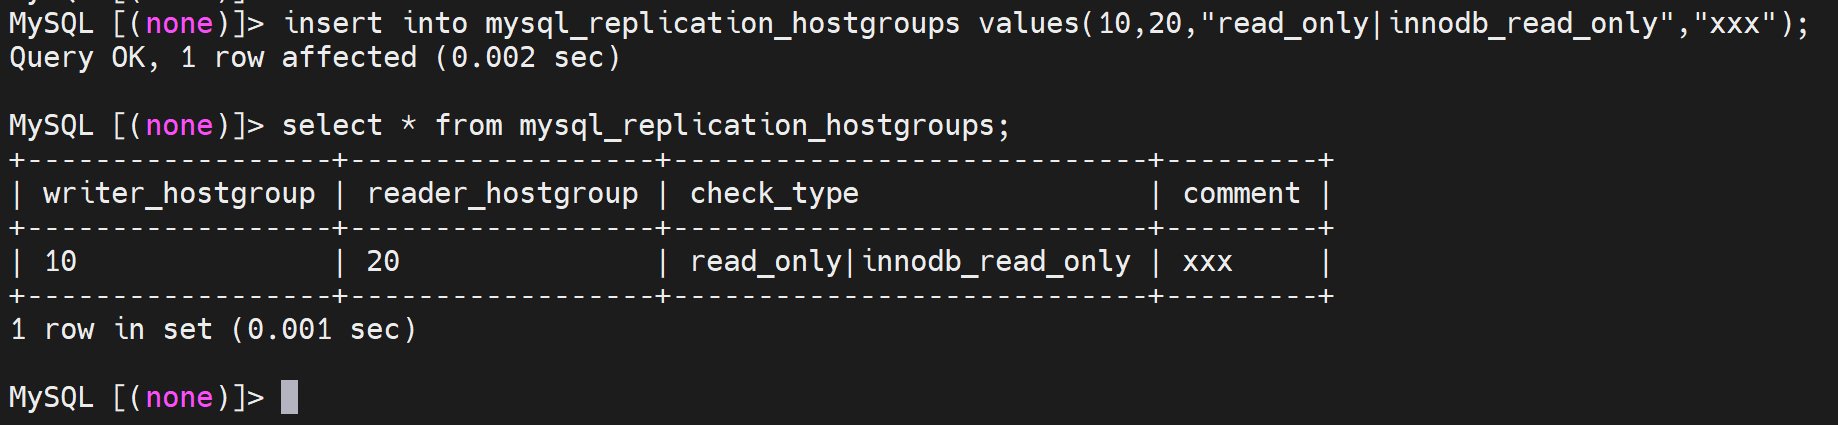 MySQL [(none)]> insert into mysql_replication_hostgroups values(10,20,"read_only|innodb_read_only","xxx");
Query OK, 1 row affected (0.002 sec)
MySQL [(none)]> select * from mysql_replication_hostgroups;
+------------------+------------------+----------------------------+---------+
| writer_hostgroup | reader_hostgroup | check_type                 | comment |
+------------------+------------------+----------------------------+---------+
| 10               | 20               | read_only|innodb_read_only | xxx     |
+------------------+------------------+----------------------------+---------+
1 row in set (0.001 sec)
MySQL [(none)]>